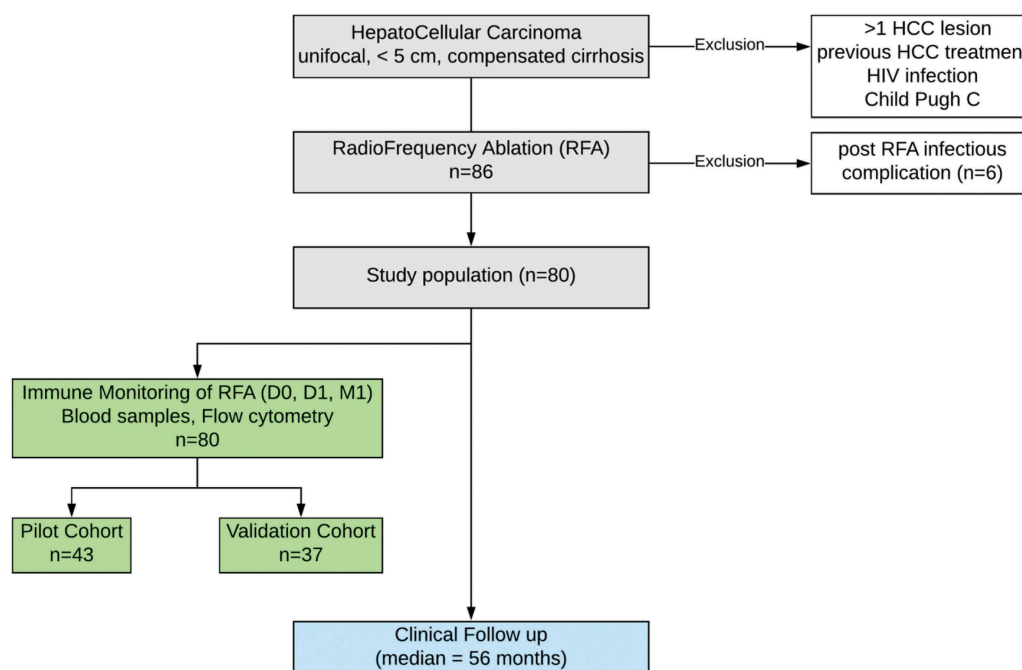 HepatoCellular Carcinoma
unifocal, < 5 cm, compensated cirrhosis
Exclusion
>1 HCC lesion
previous HCC treatmen
HIV infection
Child Pugh C
RadioFrequency Ablation (RFA)
n=86
Exclusion
post RFA infectious
complication (n=6)
Study population (n=80)
Immune Monitoring of RFA (D0, D1, M1)
Blood samples, Flow cytometry
n=80
Pilot Cohort
n=43
Validation Cohort
n=37
Clinical Follow up
(median = 56 months)